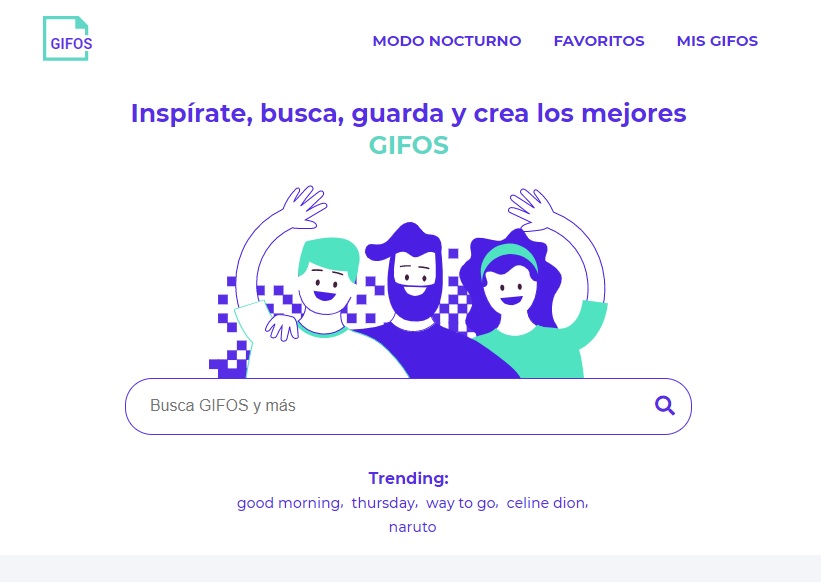 GIFOS
MODO NOCTURNO FAVORITOS MIS GIFOS
Inspírate, busca, guarda y crea los mejores
GIFOS
Busca GIFOS y más
Trending:
good morning, thursday, way to go, celine dion,
naruto